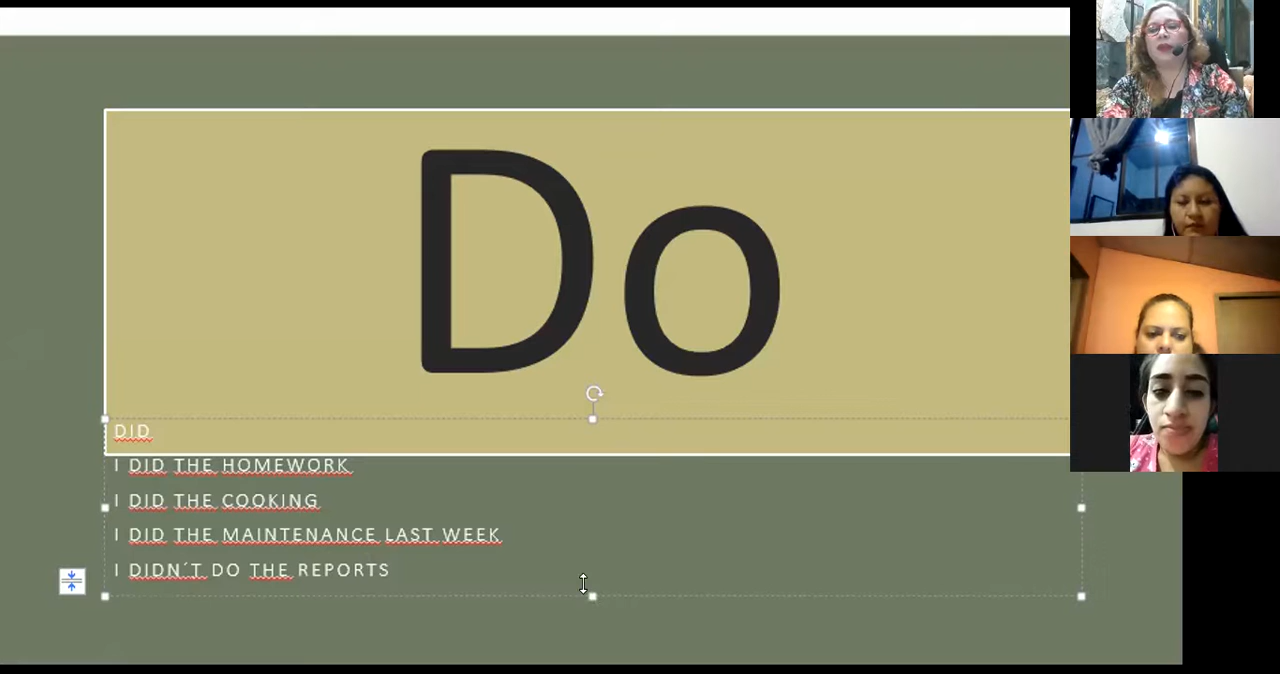 Do
DID
I DID THE HOMEWORK
I DID THE COOKING
I DID THE MAINTENANCE LAST WEEK
I DIDN´T DO THE REPORTS